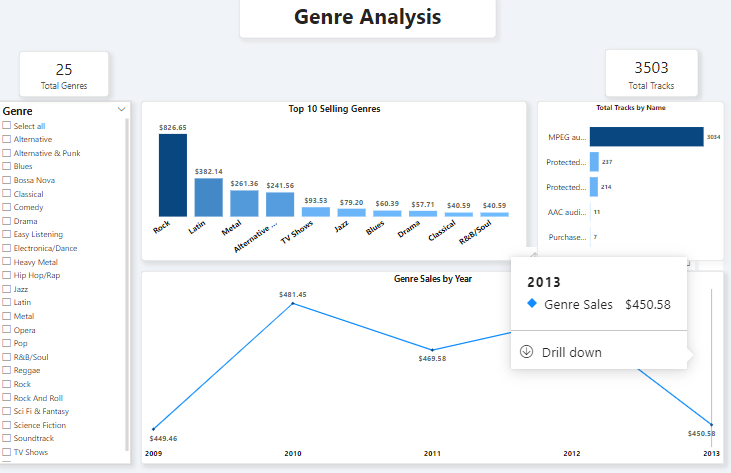 Genre Analysis
25
Total Genres
3503
Total Tracks
Genre
Select all
Alternative
Alternative & Punk
Blues
Bossa Nova
Classical
Comedy
Drama
Easy Listening
Electronica/Dance
Heavy Metal
Hip Hop/Rap
Jazz
Latin
Metal
Opera
Pop
R&B/Soul
Reggae
Rock
Rock And Roll
Sci Fi & Fantasy
Science Fiction
Soundtrack
TV Shows
Top 10 Selling Genres
$826.65
$382.14
$261.36
$241.56
$93.53
$79.20
$60.39
$57.71
$40.59
$40.59
Rock
Latin
Metal
Alternative ...
TV Shows
Jazz
Blues
Drama
Classical
R&B/Soul
Total Tracks by Name
MPEG au... 3034
Protected... 237
Protected... 214
AAC audi... 11
Purchase... 7
Genre Sales by Year
$449.46
$481.45
$469.58
$450.58
2009
2010
2011
2012
2013
2013
Genre Sales $450.58
Drill down